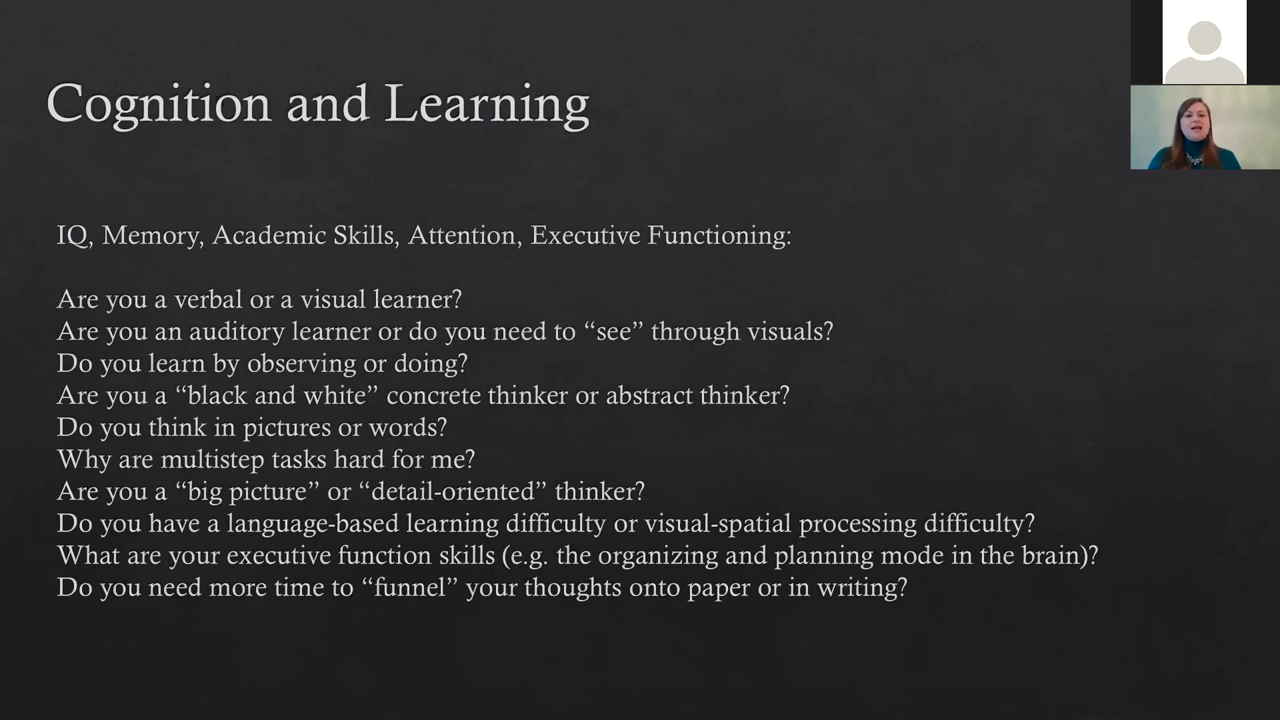 Cognition and Learning
IQ, Memory, Academic Skills, Attention, Executive Functioning:
Are you a verbal or a visual learner?
Are you an auditory learner or do you need to “see” through visuals?
Do you learn by observing or doing?
Are you a “black and white” concrete thinker or abstract thinker?
Do you think in pictures or words?
Why are multistep tasks hard for me?
Are you a “big picture” or “detail-oriented” thinker?
Do you have a language-based learning difficulty or visual-spatial processing difficulty?
What are your executive function skills (e.g. the organizing and planning mode in the brain)?
Do you need more time to “funnel” your thoughts onto paper or in writing?